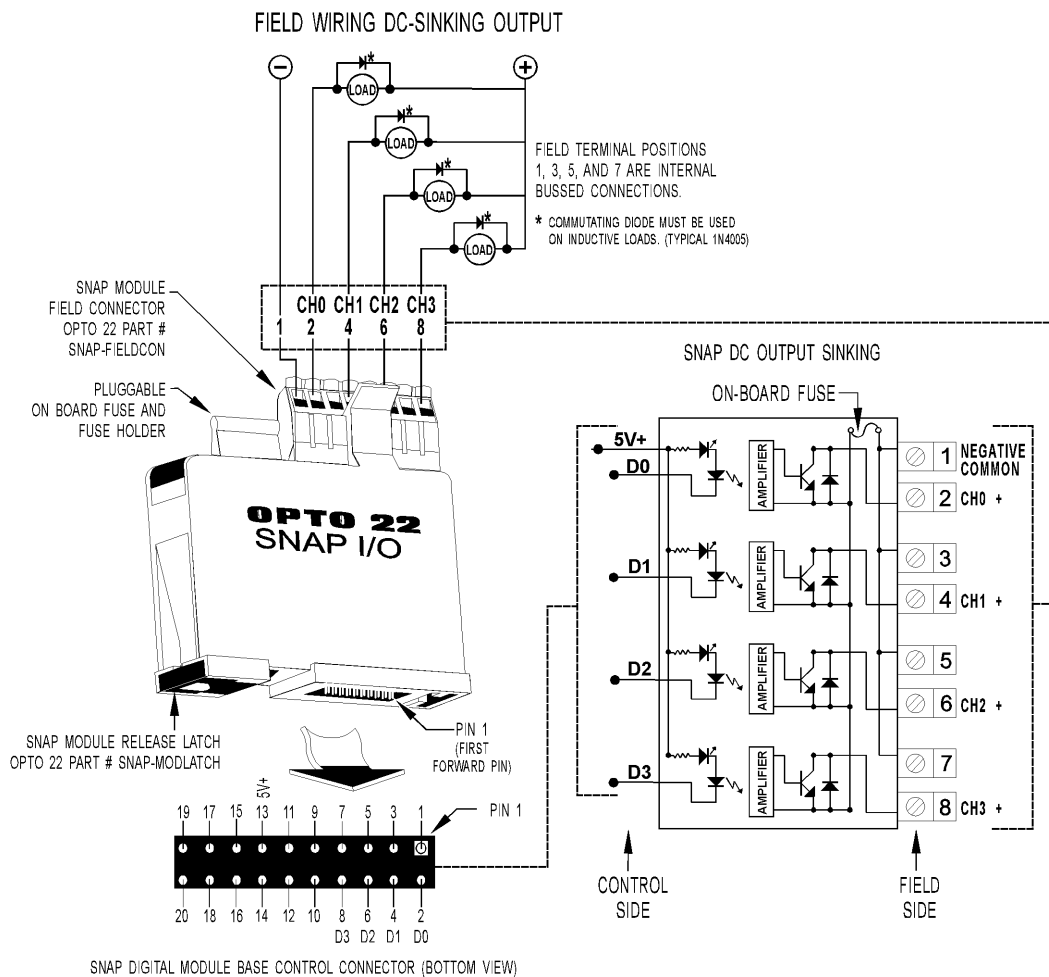 FIELD WIRING DC-SINKING OUTPUT
−
+
*
LOAD
*
LOAD
*
LOAD
*
LOAD
FIELD TERMINAL POSITIONS
1, 3, 5, AND 7 ARE INTERNAL
BUSSED CONNECTIONS.
* COMMUTATING DIODE MUST BE USED
ON INDUCTIVE LOADS. (TYPICAL 1N4005)
SNAP MODULE
FIELD CONNECTOR
OPTO 22 PART #
SNAP-FIELDCON
CH0 CH1 CH2 CH3
1 2 4 6 8
PLUGGABLE
ON BOARD FUSE AND
FUSE HOLDER
OPTO 22
SNAP I/O
SNAP MODULE RELEASE LATCH
OPTO 22 PART # SNAP-MODLATCH
PIN 1
(FIRST
FORWARD PIN)
5V+
19 17 15 13 11 9 7 5 3 1
PIN 1
20 18 16 14 12 10 8 6 4 2
D3 D2 D1 D0
SNAP DIGITAL MODULE BASE CONTROL CONNECTOR (BOTTOM VIEW)
SNAP DC OUTPUT SINKING
ON-BOARD FUSE
5V+
D0
AMPLIFIER
1 NEGATIVE
COMMON
2 CH0 +
D1
AMPLIFIER
3
4 CH1 +
D2
AMPLIFIER
5
6 CH2 +
D3
AMPLIFIER
7
8 CH3 +
CONTROL
SIDE
FIELD
SIDE